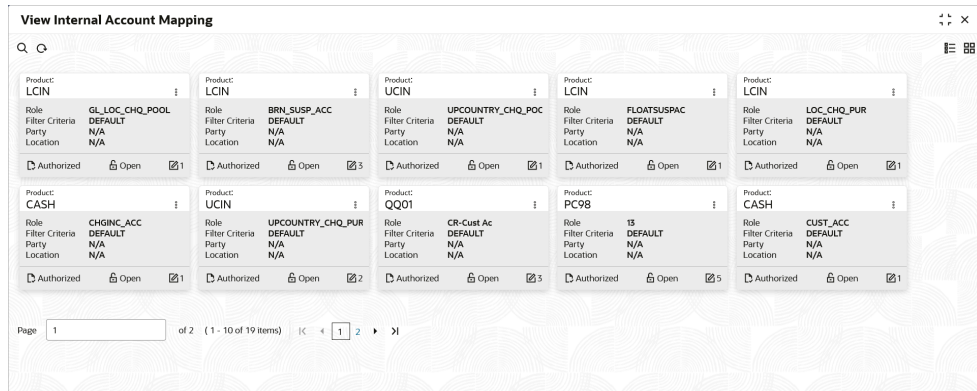 View Internal Account Mapping
Product:
LCIN
Role GL_LOC_CHQ_POOL
Filter Criteria DEFAULT
Party N/A
Location N/A
Authorized Open 1
Product:
LCIN
Role BRN_SUSP_ACC
Filter Criteria DEFAULT
Party N/A
Location N/A
Authorized Open 3
Product:
UCIN
Role UPCOUNTRY_CHQ_POC
Filter Criteria DEFAULT
Party N/A
Location N/A
Authorized Open 1
Product:
LCIN
Role FLOATSUSPAC
Filter Criteria DEFAULT
Party N/A
Location N/A
Authorized Open 1
Product:
LCIN
Role LOC_CHQ_PUR
Filter Criteria DEFAULT
Party N/A
Location N/A
Authorized Open 1
Product:
CASH
Role CHGINC_ACC
Filter Criteria DEFAULT
Party N/A
Location N/A
Authorized Open 1
Product:
UCIN
Role UPCOUNTRY_CHQ_PUR
Filter Criteria DEFAULT
Party N/A
Location N/A
Authorized Open 2
Product:
QQ01
Role CR-Cust Ac
Filter Criteria DEFAULT
Party N/A
Location N/A
Authorized Open 3
Product:
PC98
Role 13
Filter Criteria DEFAULT
Party N/A
Location N/A
Authorized Open 5
Product:
CASH
Role CUST_ACC
Filter Criteria DEFAULT
Party N/A
Location N/A
Authorized Open 1
Page 1 of 2 ( 1 - 10 of 19 items) 1 2